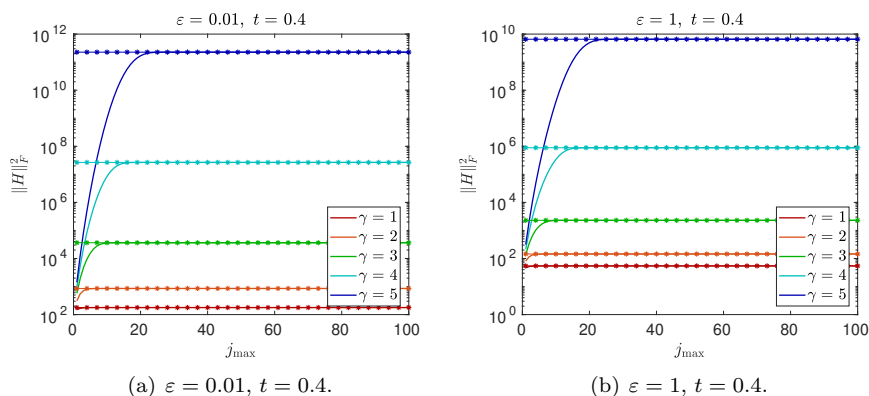 ε = 0.01, t = 0.4
10^12
10^10
10^8
10^6
10^4
10^2
||H||_F^2
γ = 1
γ = 2
γ = 3
γ = 4
γ = 5
0
20
40
60
80
100
j_max
(a) ε = 0.01, t = 0.4.
ε = 1, t = 0.4
10^10
10^8
10^6
10^4
10^2
10^0
||H||_F^2
γ = 1
γ = 2
γ = 3
γ = 4
γ = 5
0
20
40
60
80
100
j_max
(b) ε = 1, t = 0.4.